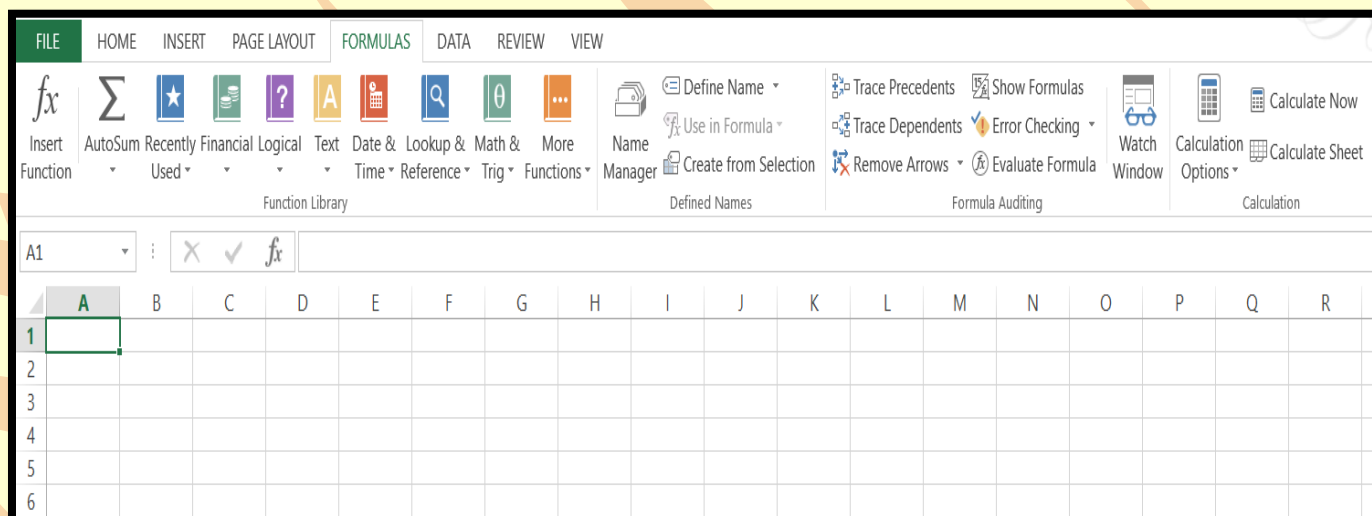 FILE HOME INSERT PAGE LAYOUT FORMULAS DATA REVIEW VIEW
fx Insert Function
Σ AutoSum
Recently Used
Financial
? Logical
A Text
Date & Time
Lookup & Reference
θ Math & Trig
... More Functions
Function Library
Name Manager
Define Name
Use in Formula
Create from Selection
Defined Names
Trace Precedents
Trace Dependents
Remove Arrows
Show Formulas
Error Checking
Evaluate Formula
Watch Window
Formula Auditing
Calculation Options
Calculate Now
Calculate Sheet
Calculation
A1 fx
A B C D E F G H I J K L M N O P Q R
1
2
3
4
5
6